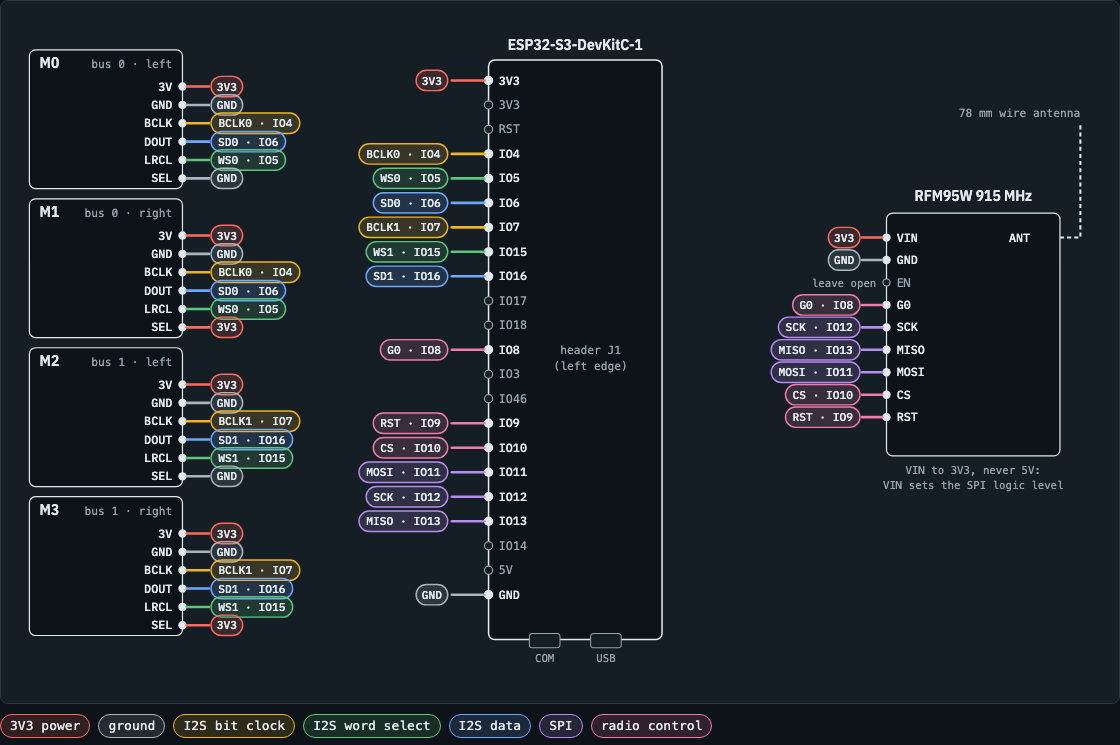 M0 bus 0 · left
3V 3V3
GND GND
BCLK BCLK0 · IO4
DOUT SD0 · IO6
LRCL WS0 · IO5
SEL GND
M1 bus 0 · right
3V 3V3
GND GND
BCLK BCLK0 · IO4
DOUT SD0 · IO6
LRCL WS0 · IO5
SEL 3V3
M2 bus 1 · left
3V 3V3
GND GND
BCLK BCLK1 · IO7
DOUT SD1 · IO16
LRCL WS1 · IO15
SEL GND
M3 bus 1 · right
3V 3V3
GND GND
BCLK BCLK1 · IO7
DOUT SD1 · IO16
LRCL WS1 · IO15
SEL 3V3
ESP32-S3-DevKitC-1
3V3 3V3
3V3
RST
BCLK0 · IO4 IO4
WS0 · IO5 IO5
SD0 · IO6 IO6
BCLK1 · IO7 IO7
WS1 · IO15 IO15
SD1 · IO16 IO16
IO17
IO18
G0 · IO8 IO8
IO3
IO46
RST · IO9 IO9
CS · IO10 IO10
MOSI · IO11 IO11
SCK · IO12 IO12
MISO · IO13 IO13
IO14
5V
GND GND
header J1
(left edge)
COM USB
78 mm wire antenna
RFM95W 915 MHz
3V3 VIN ANT
GND GND
leave open EN
G0 · IO8 G0
SCK · IO12 SCK
MISO · IO13 MISO
MOSI · IO11 MOSI
CS · IO10 CS
RST · IO9 RST
VIN to 3V3, never 5V:
VIN sets the SPI logic level
3V3 power ground I2S bit clock I2S word select I2S data SPI radio control